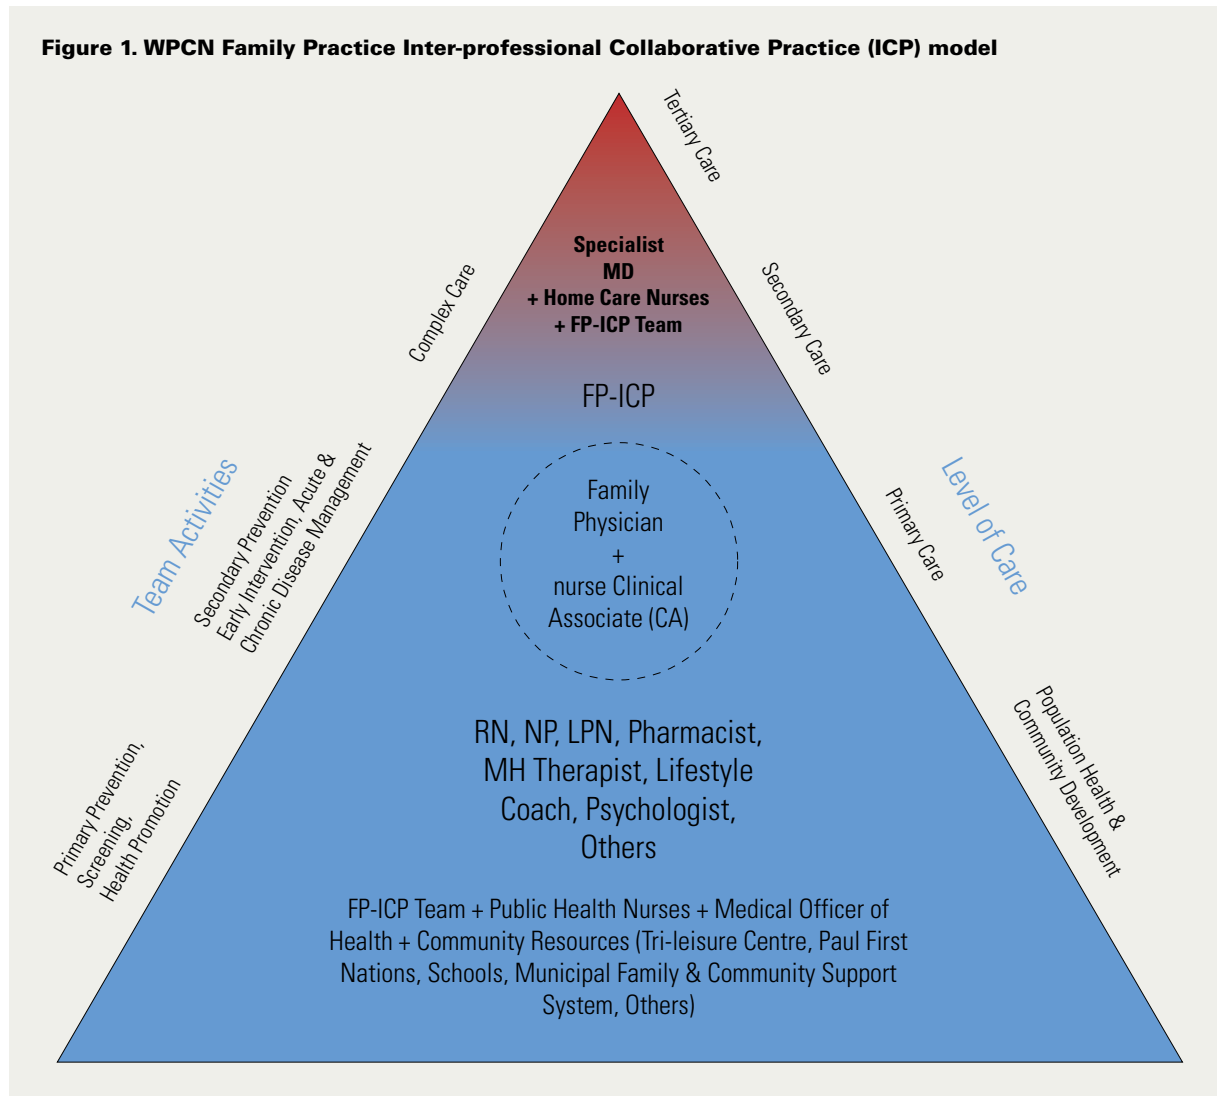 Figure 1. WPCN Family Practice Inter-professional Collaborative Practice (ICP) model
Tertiary Care
Specialist
MD
+ Home Care Nurses
+ FP-ICP Team
Complex Care
Secondary Care
FP-ICP
Team Activities
Secondary Prevention
Early Intervention, Acute &
Chronic Disease Management
Family
Physician
+
nurse Clinical
Associate (CA)
Primary Care
Level of Care
RN, NP, LPN, Pharmacist,
MH Therapist, Lifestyle
Coach, Psychologist,
Others
Primary Prevention,
Screening,
Health Promotion
Population Health &
Community Development
FP-ICP Team + Public Health Nurses + Medical Officer of
Health + Community Resources (Tri-leisure Centre, Paul First
Nations, Schools, Municipal Family & Community Support
System, Others)